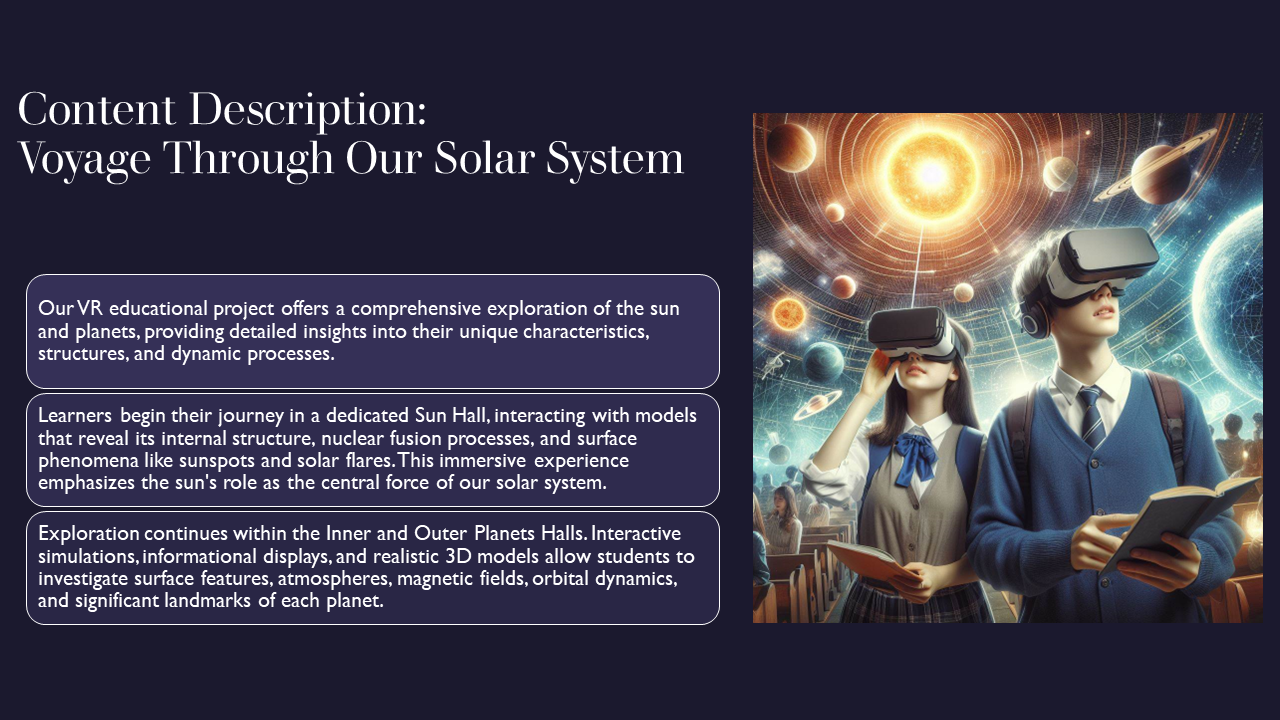 Content Description:
Voyage Through Our Solar System
Our VR educational project offers a comprehensive exploration of the sun
and planets, providing detailed insights into their unique characteristics,
structures, and dynamic processes.
Learners begin their journey in a dedicated Sun Hall, interacting with models
that reveal its internal structure, nuclear fusion processes, and surface
phenomena like sunspots and solar flares. This immersive experience
emphasizes the sun's role as the central force of our solar system.
Exploration continues within the Inner and Outer Planets Halls. Interactive
simulations, informational displays, and realistic 3D models allow students to
investigate surface features, atmospheres, magnetic fields, orbital dynamics,
and significant landmarks of each planet.